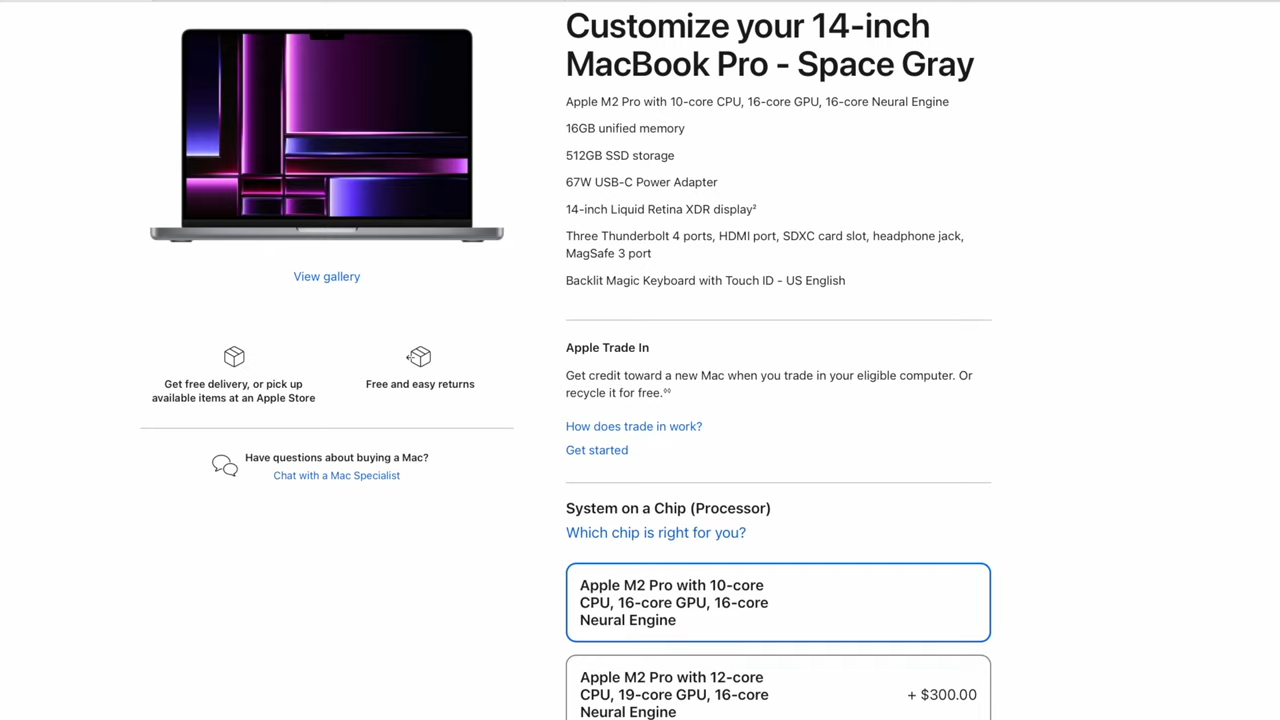 Customize your 14-inch
MacBook Pro - Space Gray
Apple M2 Pro with 10-core CPU, 16-core GPU, 16-core Neural Engine
16GB unified memory
512GB SSD storage
67W USB-C Power Adapter
14-inch Liquid Retina XDR display²
Three Thunderbolt 4 ports, HDMI port, SDXC card slot, headphone jack,
MagSafe 3 port
Backlit Magic Keyboard with Touch ID - US English
View gallery
Get free delivery, or pick up
available items at an Apple Store
Free and easy returns
Have questions about buying a Mac?
Chat with a Mac Specialist
Apple Trade In
Get credit toward a new Mac when you trade in your eligible computer. Or
recycle it for free.◊◊
How does trade in work?
Get started
System on a Chip (Processor)
Which chip is right for you?
Apple M2 Pro with 10-core
CPU, 16-core GPU, 16-core
Neural Engine
Apple M2 Pro with 12-core
CPU, 19-core GPU, 16-core
Neural Engine
+ $300.00